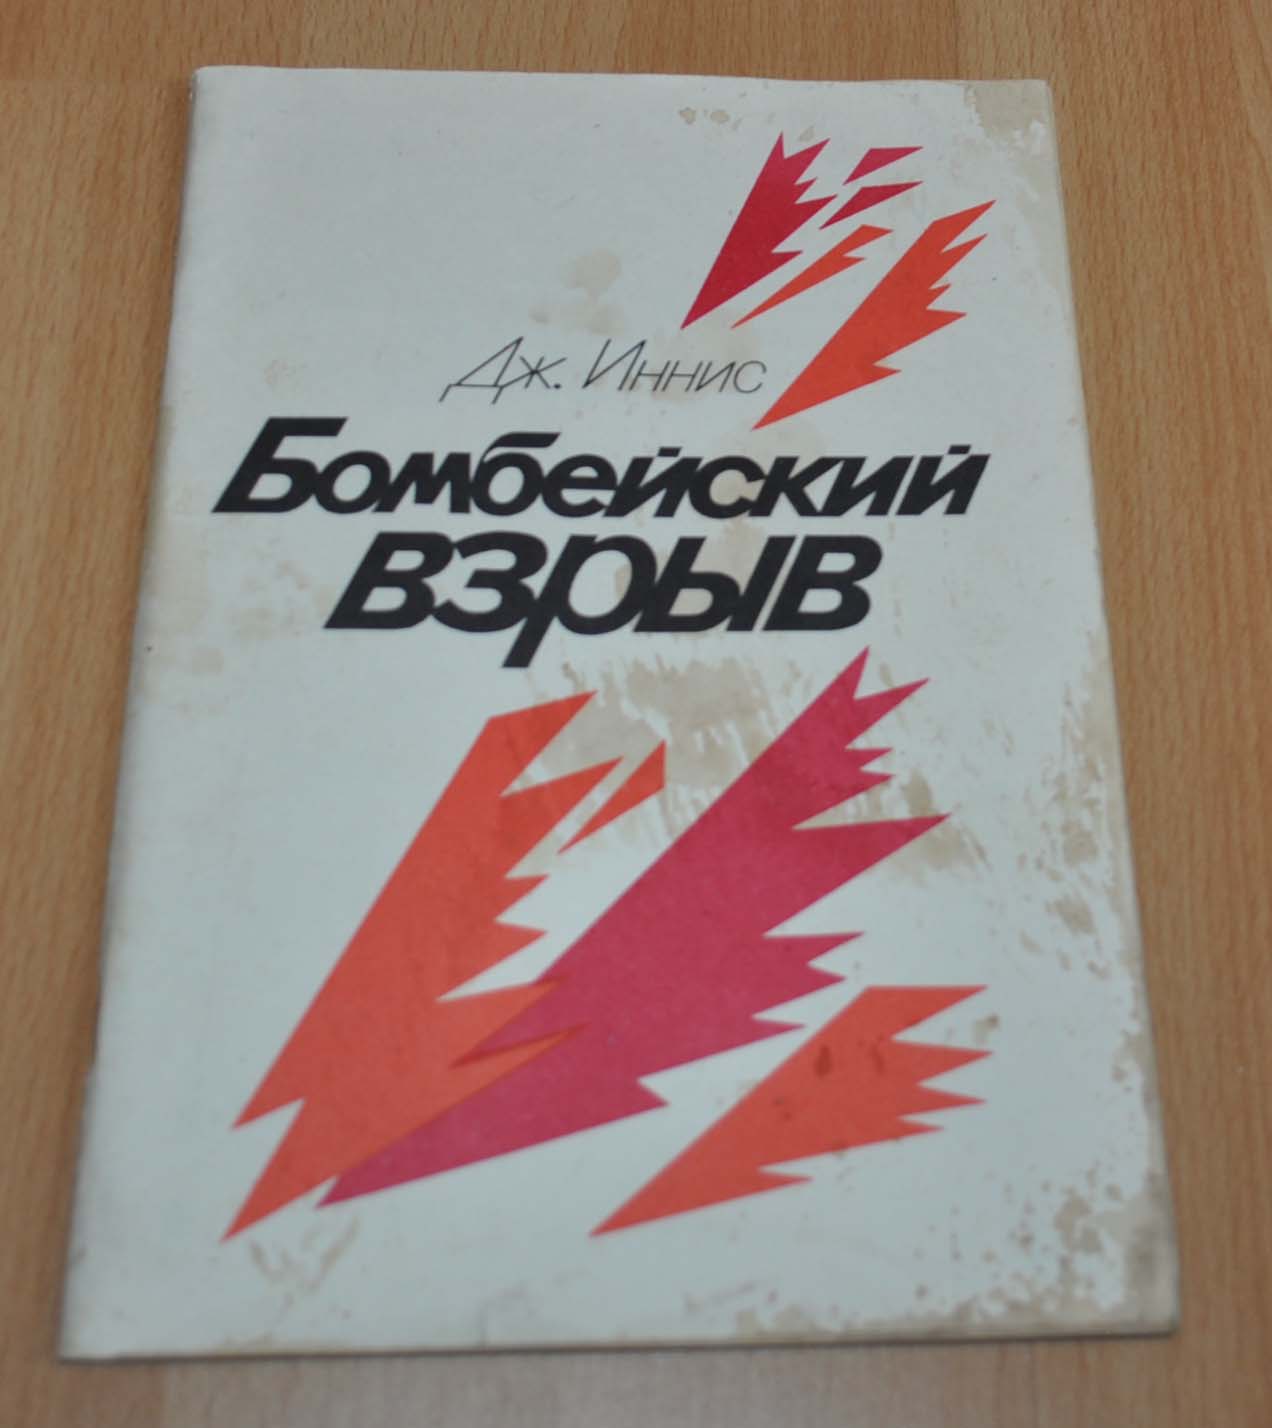 Дж. Иннис
Бомбейский
взрыв